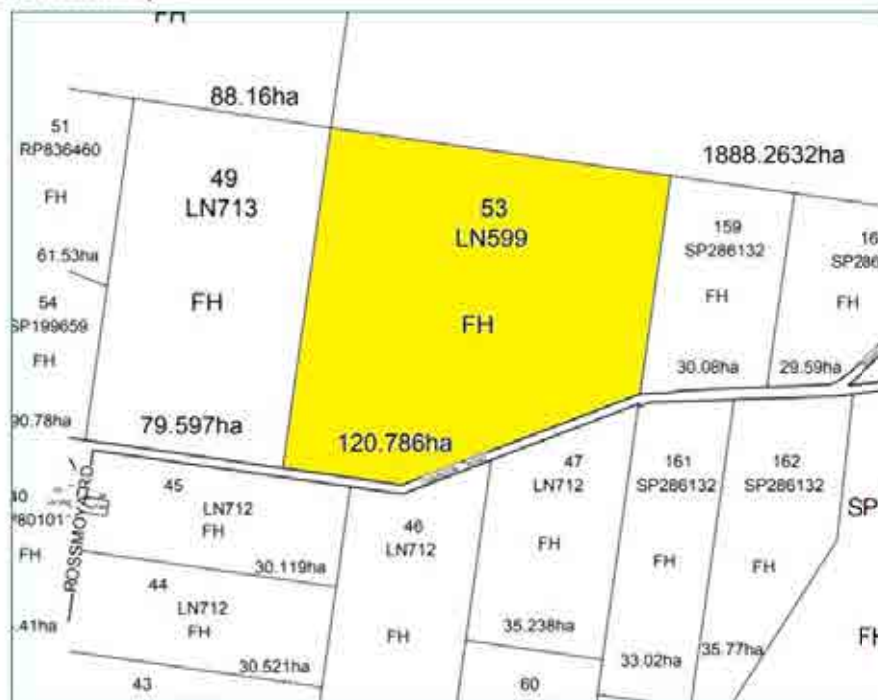 FH
88.16ha
1888.2632ha
51
RP836460
FH
61.53ha
49
LN713
FH
79.597ha
53
LN599
FH
120.786ha
159
SP286132
FH
30.08ha
FH
29.59ha
54
SP199659
FH
90.78ha
ROSSMOYA RD
FH
45
LN712
FH
30.119ha
44
LN712
FH
30.521ha
43
46
LN712
FH
47
LN712
FH
35.238ha
60
161
SP286132
FH
33.02ha
162
SP286132
FH
35.77ha
SP
FH